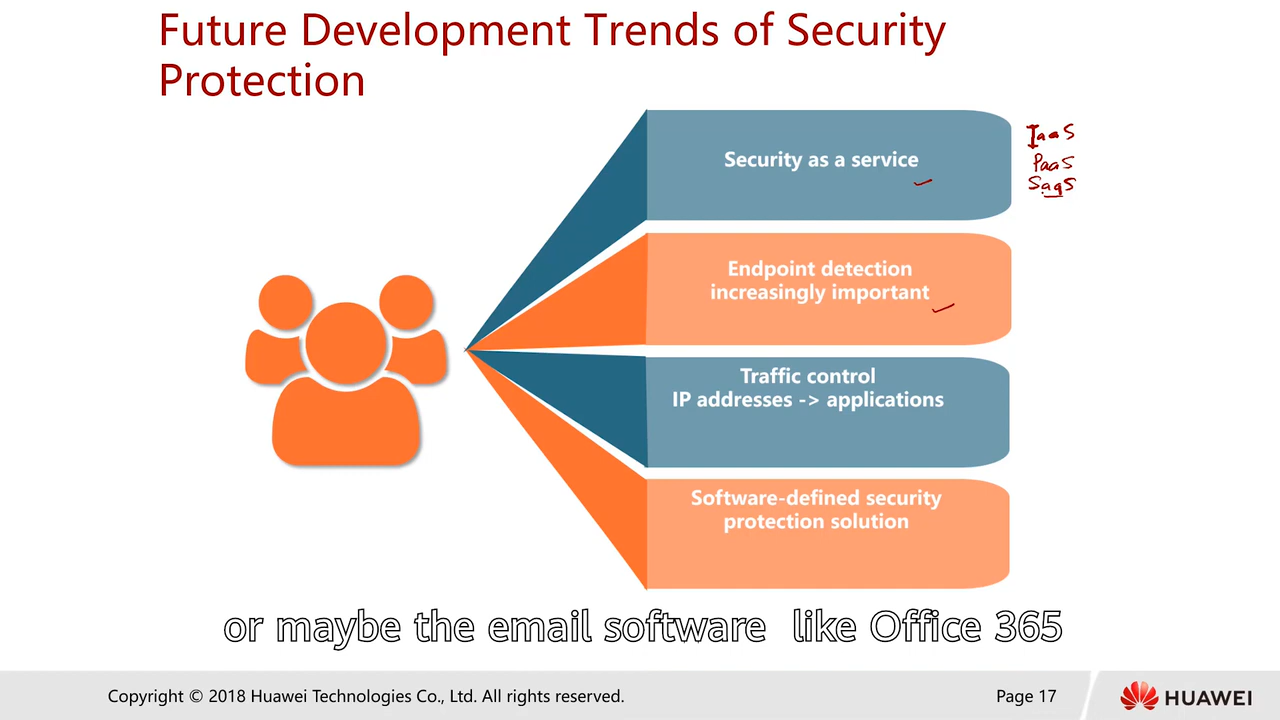 Future Development Trends of Security
Protection
Security as a service
IaaS
PaaS
SaaS
Endpoint detection
increasingly important
Traffic control
IP addresses -> applications
Software-defined security
protection solution
or maybe the email software like Office 365
Copyright © 2018 Huawei Technologies Co., Ltd. All rights reserved.
Page 17
HUAWEI